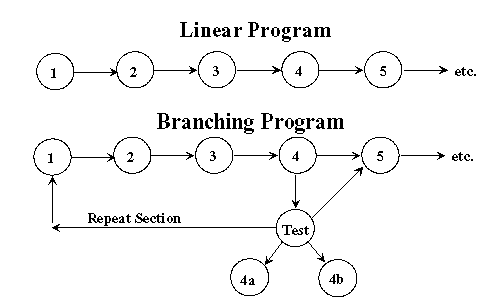 Linear Program
1 2 3 4 5 etc.
Branching Program
1 2 3 4 5 etc.
Repeat Section
Test
4a 4b